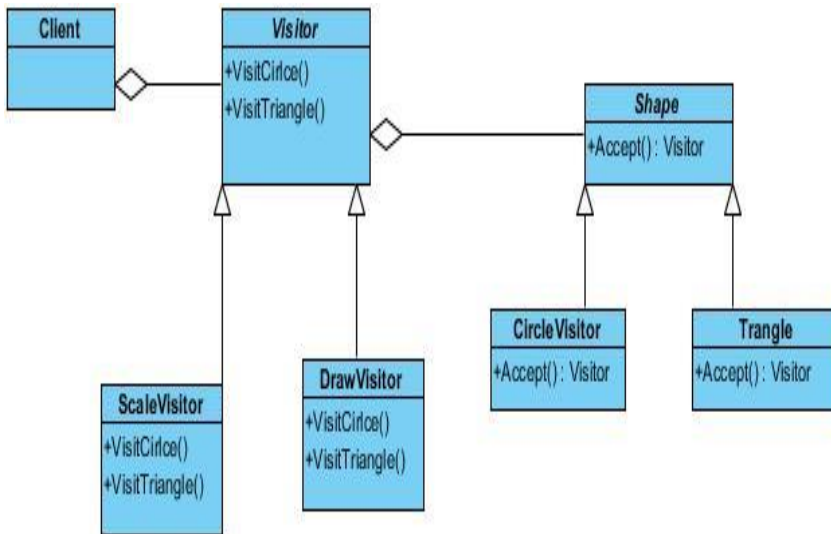 Client
Visitor
+VisitCirlce()
+VisitTriangle()
Shape
+Accept() : Visitor
CircleVisitor
+Accept() : Visitor
Trangle
+Accept() : Visitor
DrawVisitor
+VisitCirlce()
+VisitTriangle()
ScaleVisitor
+VisitCirlce()
+VisitTriangle()